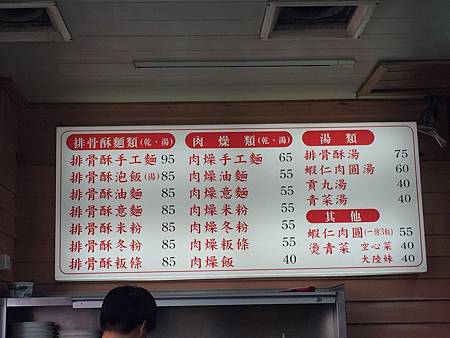 排骨酥麵類(乾、湯)
排骨酥手工麵 95
排骨酥泡飯(湯) 85
排骨酥油麵 85
排骨酥意麵 85
排骨酥米粉 85
排骨酥冬粉 85
排骨酥粄條 85
肉燥類(乾、湯)
肉燥手工麵 65
肉燥油麵 55
肉燥意麵 55
肉燥米粉 55
肉燥冬粉 55
肉燥粄條 55
肉燥飯 40
湯類
排骨酥湯 75
蝦仁肉圓湯 60
貢丸湯 40
青菜湯 40
其他
蝦仁肉圓(一份3粒) 55
燙青菜 空心菜 40
大陸妹 40